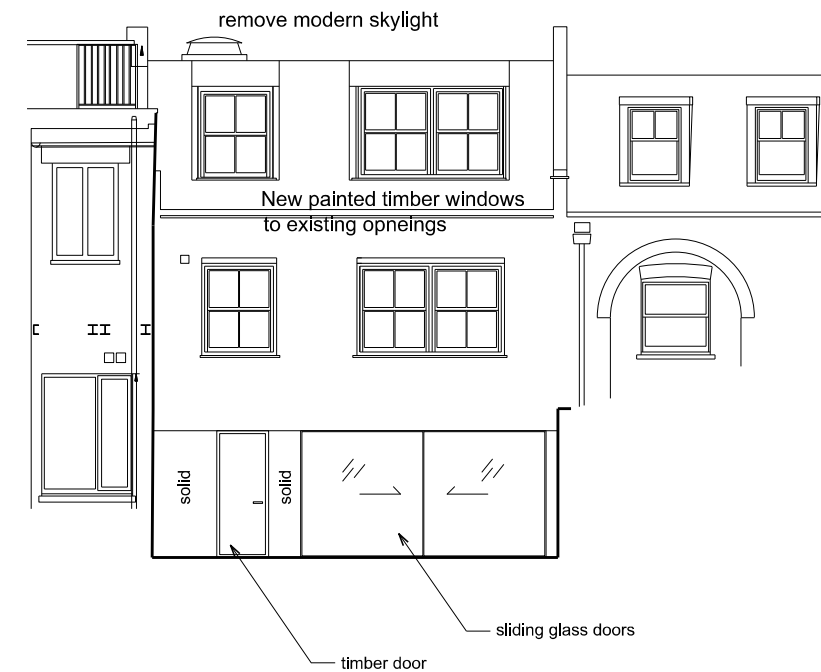 remove modern skylight
New painted timber windows
to existing opneings
solid
solid
sliding glass doors
timber door